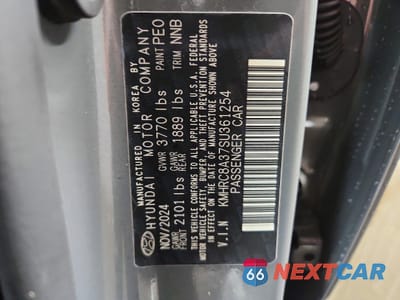 MANUFACTURED IN KOREA BY
HYUNDAI MOTOR COMPANY
NOV/2024 GVWR 3770 lbs PAINT PEO
GAWR FRONT 2101 lbs GAWR REAR 1889 lbs TRIM NNB
THIS VEHICLE CONFORMS TO ALL APPLICABLE U.S.A. FEDERAL
MOTOR VEHICLE SAFETY, BUMPER, AND THEFT PREVENTION STANDARDS
IN EFFECT ON THE DATE OF MANUFACTURE SHOWN ABOVE
V.I.N
PASSENGER CAR
66 NEXTCAR